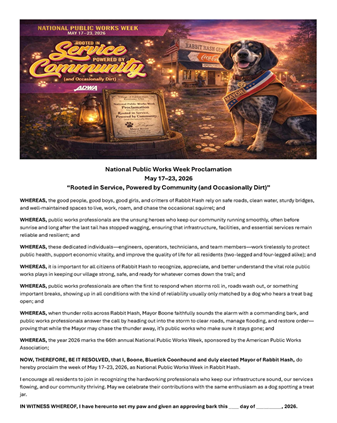 NATIONAL PUBLIC WORKS WEEK
MAY 17-23, 2026
ROOTED IN
Service
POWERED BY
Community
(and Occasionally Dirt)
APWA
National Public Works Week
Proclamation
Rooted in Service,
Powered by Community
RABBIT HASH GENERAL
National Public Works Week Proclamation
May 17–23, 2026
“Rooted in Service, Powered by Community (and Occasionally Dirt)”
WHEREAS, the good people, good boys, good girls, and critters of Rabbit Hash rely on safe roads, clean water, sturdy bridges,
and well-maintained spaces to live, work, roam, and chase the occasional squirrel; and
WHEREAS, public works professionals are the unsung heroes who keep our community running smoothly, often before
sunrise and long after the last tail has stopped wagging, ensuring that infrastructure, facilities, and essential services remain
reliable and resilient; and
WHEREAS, these dedicated individuals—engineers, operators, technicians, and team members—work tirelessly to protect
public health, support economic vitality, and improve the quality of life for all residents (two-legged and four-legged alike); and
WHEREAS, it is important for all citizens of Rabbit Hash to recognize, appreciate, and better understand the vital role public
works plays in keeping our village strong, safe, and ready for whatever comes down the trail; and
WHEREAS, public works professionals are often the first to respond when storms roll in, roads wash out, or something
important breaks, showing up in all conditions with the kind of reliability usually only matched by a dog who hears a treat bag
open; and
WHEREAS, when thunder rolls across Rabbit Hash, Mayor Boone faithfully sounds the alarm with a commanding bark, and
public works professionals answer the call by heading out into the storm to clear roads, manage flooding, and restore order—
proving that while the Mayor may chase the thunder away, it’s public works who make sure it stays gone; and
WHEREAS, the year 2026 marks the 66th annual National Public Works Week, sponsored by the American Public Works
Association;
NOW, THEREFORE, BE IT RESOLVED, that I, Boone, Bluetick Coonhound and duly elected Mayor of Rabbit Hash, do
hereby proclaim the week of May 17–23, 2026, as National Public Works Week in Rabbit Hash.
I encourage all residents to join in recognizing the hardworking professionals who keep our infrastructure sound, our services
flowing, and our community thriving. May we celebrate their contributions with the same enthusiasm as a dog spotting a treat
jar.
IN WITNESS WHEREOF, I have hereunto set my paw and given an approving bark this ___ day of ________, 2026.